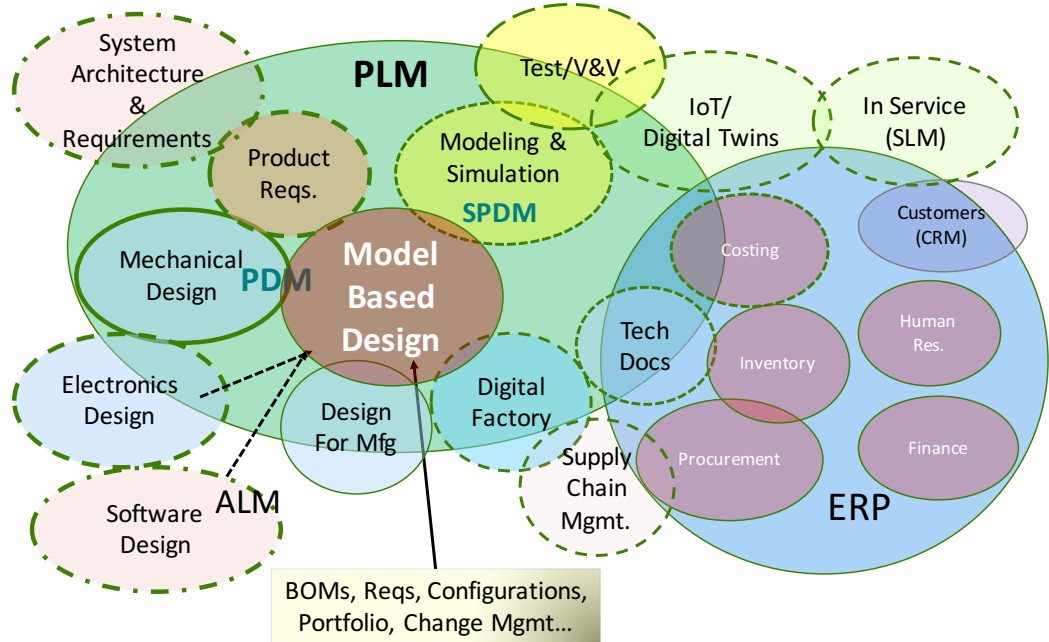 System
Architecture
&
Requirements
PLM
Test/V&V
IoT/
Digital Twins
In Service
(SLM)
Product
Reqs.
Modeling &
Simulation
SPDM
Customers
(CRM)
Mechanical
Design
PDM
Model
Based
Design
Costing
Tech
Docs
Human
Res.
Inventory
Electronics
Design
Design
For Mfg
Digital
Factory
Supply
Chain
Mgmt.
Procurement
Finance
ERP
ALM
Software
Design
BOMs, Reqs, Configurations,
Portfolio, Change Mgmt...